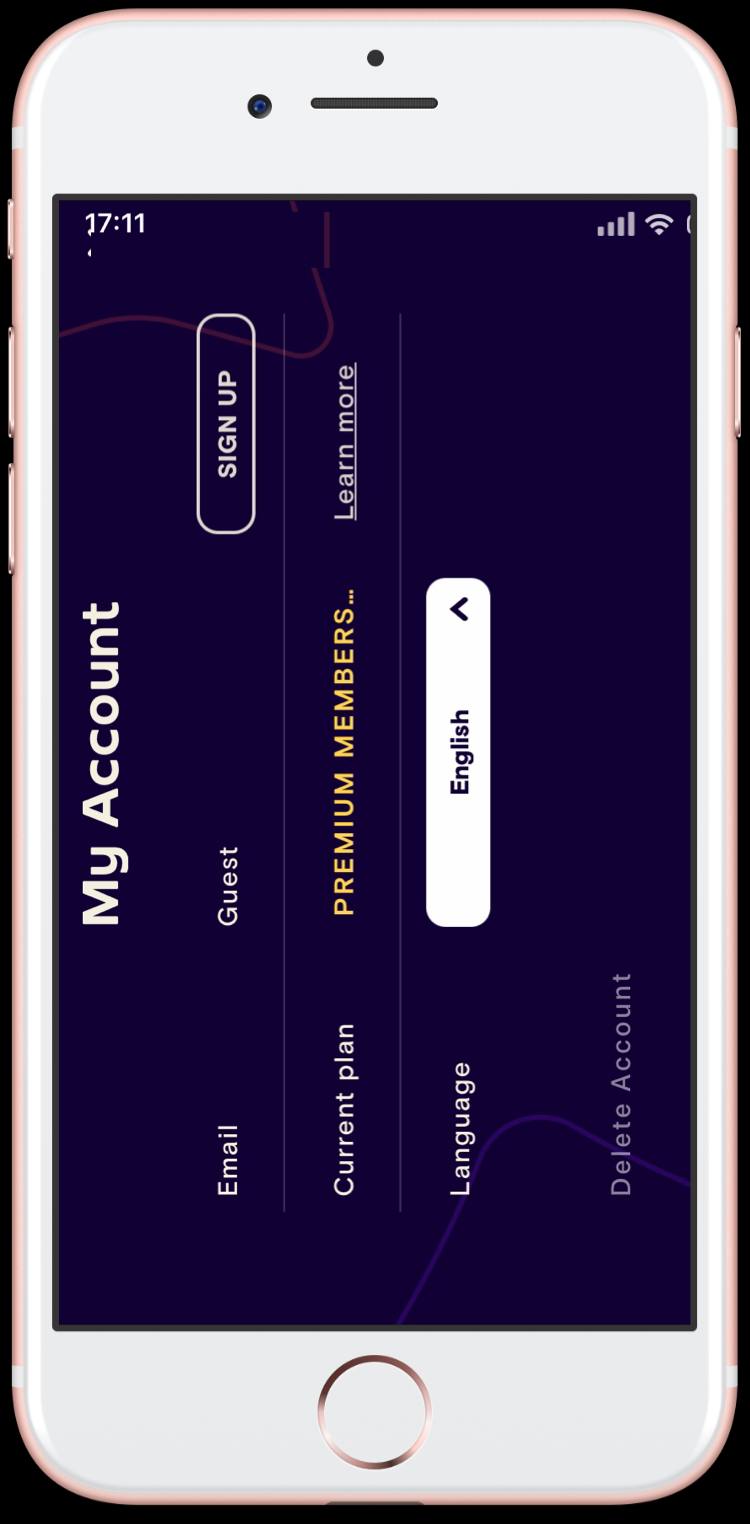 17:11
My Account
Email Guest SIGN UP
Current plan PREMIUM MEMBERS… Learn more
Language English
Delete Account